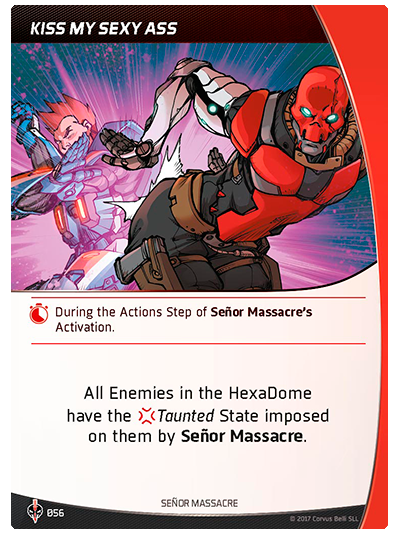 KISS MY SEXY ASS
During the Actions Step of Señor Massacre's
Activation.
All Enemies in the HexaDome
have the Taunted State imposed
on them by Señor Massacre.
SEÑOR MASSACRE
056
© 2017 Corvus Belli SLL